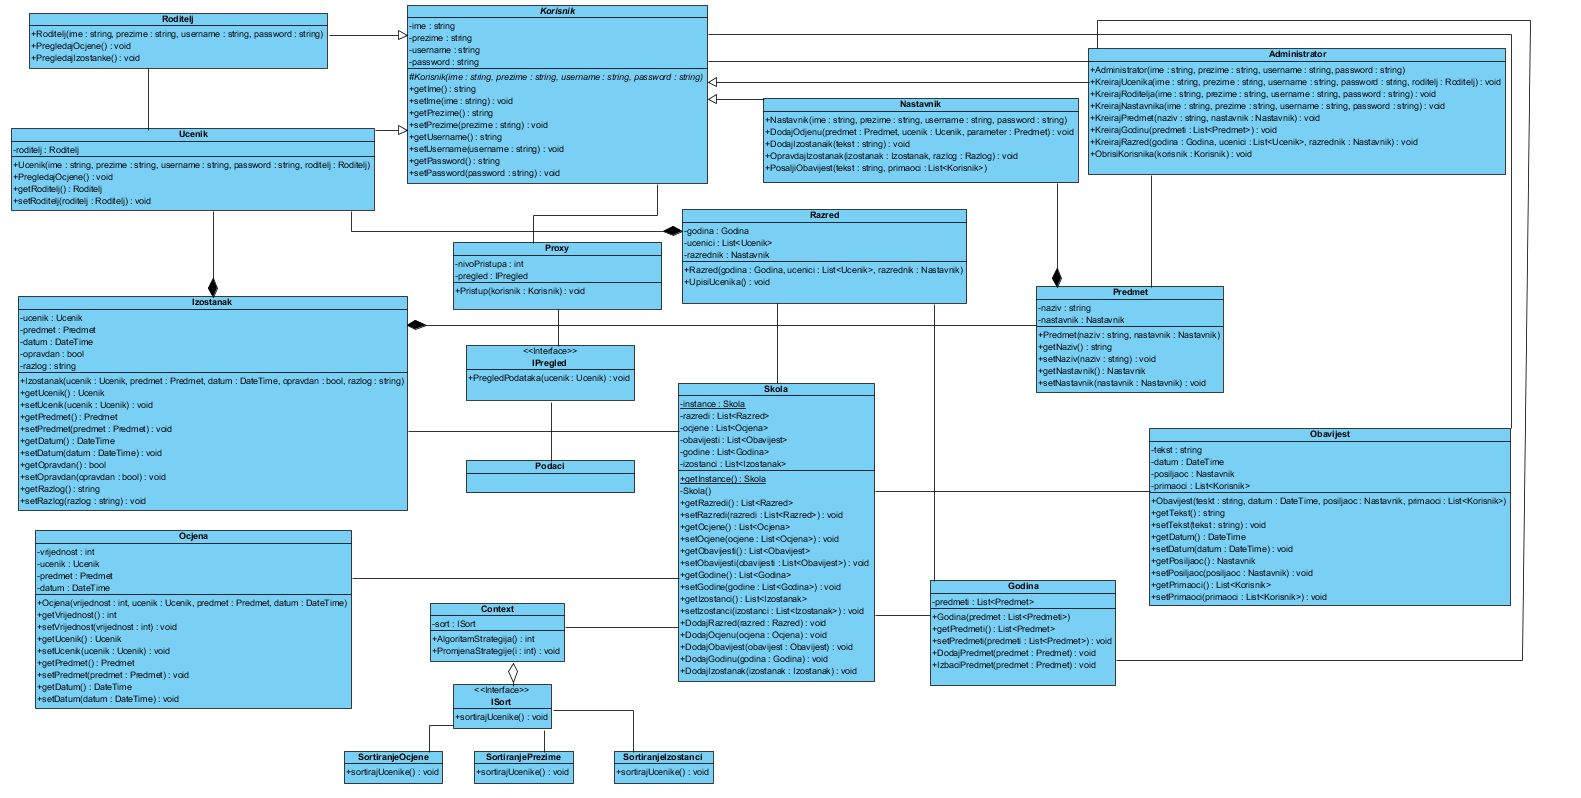 Roditelj
+Roditelj(ime : string, prezime : string, username : string, password : string)
+PregledajOcjene() : void
+PregledajIzostanke() : void
Korisnik
-ime : string
-prezime : string
-username : string
-password : string
#Korisnik(ime : string, prezime : string, username : string, password : string)
+getIme() : string
+setIme(ime : string) : void
+getPrezime() : string
+setPrezime(prezime : string) : void
+getUsername() : string
+setUsername(username : string) : void
+getPassword() : string
+setPassword(password : string) : void
Administrator
+Administrator(ime : string, prezime : string, username : string, password : string)
+KreirajUcenika(ime : string, prezime : string, username : string, password : string, roditelj : Roditelj) : void
+KreirajRoditelja(ime : string, prezime : string, username : string, password : string) : void
+KreirajNastavnika(ime : string, prezime : string, username : string, password : string) : void
+KreirajPredmet(naziv : string, nastavnik : Nastavnik) : void
+KreirajGodinu(predmeti : List<Predmet>) : void
+KreirajRazred(godina : Godina, ucenici : List<Ucenik>, razrednik : Nastavnik) : void
+ObrisiKorisnika(korisnik : Korisnik) : void
Nastavnik
+Nastavnik(ime : string, prezime : string, username : string, password : string)
+DodajOdjenu(predmet : Predmet, ucenik : Ucenik, parameter : Predmet) : void
+DodajIzostanak(tekst : string) : void
+OpravdajIzostanak(izostanak : Izostanak, razlog : Razlog) : void
+PosaljiObavijest(tekst : string, primaoci : List<Korisnik>)
Ucenik
-roditelj : Roditelj
+Ucenik(ime : string, prezime : string, username : string, password : string, roditelj : Roditelj)
+PregledajOcjene() : void
+getRoditelj() : Roditelj
+setRoditelj(roditelj : Roditelj) : void
Razred
-godina : Godina
-ucenici : List<Ucenik>
-razrednik : Nastavnik
+Razred(godina : Godina, ucenici : List<Ucenik>, razrednik : Nastavnik)
+UpisiUcenika() : void
Proxy
-nivoPristupa : int
-pregled : IPregled
+Pristup(korisnik : Korisnik) : void
Izostanak
-ucenik : Ucenik
-predmet : Predmet
-datum : DateTime
-opravdan : bool
-razlog : string
+Izostanak(ucenik : Ucenik, predmet : Predmet, datum : DateTime, opravdan : bool, razlog : string)
+getUcenik() : Ucenik
+setUcenik(ucenik : Ucenik) : void
+getPredmet() : Predmet
+setPredmet(predmet : Predmet) : void
+getDatum() : DateTime
+setDatum(datum : DateTime) : void
+getOpravdan() : bool
+setOpravdan(opravdan : bool) : void
+getRazlog() : string
+setRazlog(razlog : string) : void
Predmet
-naziv : string
-nastavnik : Nastavnik
+Predmet(naziv : string, nastavnik : Nastavnik)
+getNaziv() : string
+setNaziv(naziv : string) : void
+getNastavnik() : Nastavnik
+setNastavnik(nastavnik : Nastavnik) : void
<<Interface>>
IPregled
+PregledPodataka(ucenik : Ucenik) : void
Podaci
Skola
-instance : Skola
-razredi : List<Razred>
-ocjene : List<Ocjena>
-obavijesti : List<Obavijest>
-godine : List<Godina>
-izostanci : List<Izostanak>
+getInstance() : Skola
-Skola()
+getRazredi() : List<Razred>
+setRazredi(razredi : List<Razred>) : void
+getOcjene() : List<Ocjena>
+setOcjene(ocjene : List<Ocjena>) : void
+getObavijesti() : List<Obavijest>
+setObavijesti(obavijesti : List<Obavijest>) : void
+getGodine() : List<Godina>
+setGodine(godine : List<Godina>) : void
+getIzostanci() : List<Izostanak>
+setIzostanci(izostanci : List<Izostanak>) : void
+DodajRazred(razred : Razred) : void
+DodajOcjenu(ocjena : Ocjena) : void
+DodajObavijest(obavijest : Obavijest) : void
+DodajGodinu(godina : Godina) : void
+DodajIzostanak(izostanak : Izostanak) : void
Obavijest
-tekst : string
-datum : DateTime
-posiljaoc : Nastavnik
-primaoci : List<Korisnik>
+Obavijest(teskt : string, datum : DateTime, posiljaoc : Nastavnik, primaoci : List<Korisnik>)
+getTekst() : string
+setTekst(tekst : string) : void
+getDatum() : DateTime
+setDatum(datum : DateTime) : void
+getPosiljaoc() : Nastavnik
+setPosiljaoc(posiljaoc : Nastavnik) : void
+getPrimaoci() : List<Korisnik>
+setPrimaoci(primaoci : List<Korisnik>) : void
Ocjena
-vrijednost : int
-ucenik : Ucenik
-predmet : Predmet
-datum : DateTime
+Ocjena(vrijednost : int, ucenik : Ucenik, predmet : Predmet, datum : DateTime)
+getVrijednost() : int
+setVrijednost(vrijednost : int) : void
+getUcenik() : Ucenik
+setUcenik(ucenik : Ucenik) : void
+getPredmet() : Predmet
+setPredmet(predmet : Predmet) : void
+getDatum() : DateTime
+setDatum(datum : DateTime) : void
Godina
-predmeti : List<Predmet>
+Godina(predmet : List<Predmeti>)
+getPredmeti() : List<Predmet>
+setPredmeti(predmeti : List<Predmet>) : void
+DodajPredmet(predmet : Predmet) : void
+IzbaciPredmet(predmet : Predmet) : void
Context
-sort : ISort
+AlgoritamStrategija() : int
+PromjenaStrategije(i : int) : void
<<Interface>>
ISort
+sortirajUcenike() : void
SortiranjeOcjene
+sortirajUcenike() : void
SortiranjePrezime
+sortirajUcenike() : void
SortiranjeIzostanci
+sortirajUcenike() : void